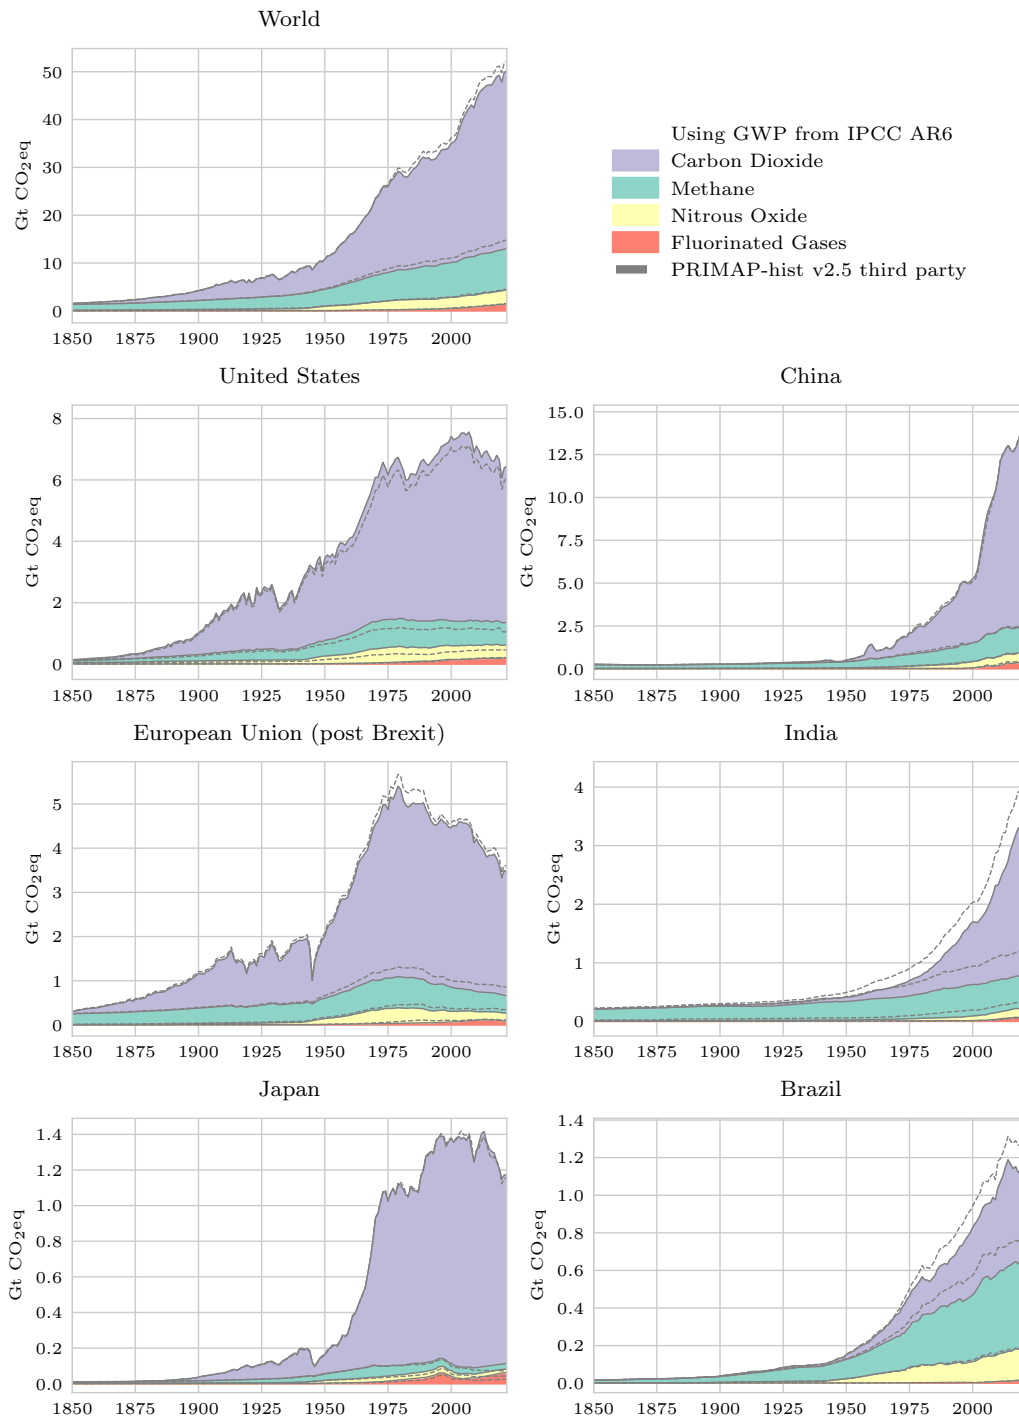 World
Gt CO2eq
50
40
30
20
10
0
1850 1875 1900 1925 1950 1975 2000
Using GWP from IPCC AR6
Carbon Dioxide
Methane
Nitrous Oxide
Fluorinated Gases
PRIMAP-hist v2.5 third party
United States
Gt CO2eq
8
6
4
2
0
1850 1875 1900 1925 1950 1975 2000
China
Gt CO2eq
15.0
12.5
10.0
7.5
5.0
2.5
0.0
1850 1875 1900 1925 1950 1975 2000
European Union (post Brexit)
Gt CO2eq
5
4
3
2
1
0
1850 1875 1900 1925 1950 1975 2000
India
Gt CO2eq
4
3
2
1
0
1850 1875 1900 1925 1950 1975 2000
Japan
Gt CO2eq
1.4
1.2
1.0
0.8
0.6
0.4
0.2
0.0
1850 1875 1900 1925 1950 1975 2000
Brazil
Gt CO2eq
1.4
1.2
1.0
0.8
0.6
0.4
0.2
0.0
1850 1875 1900 1925 1950 1975 2000